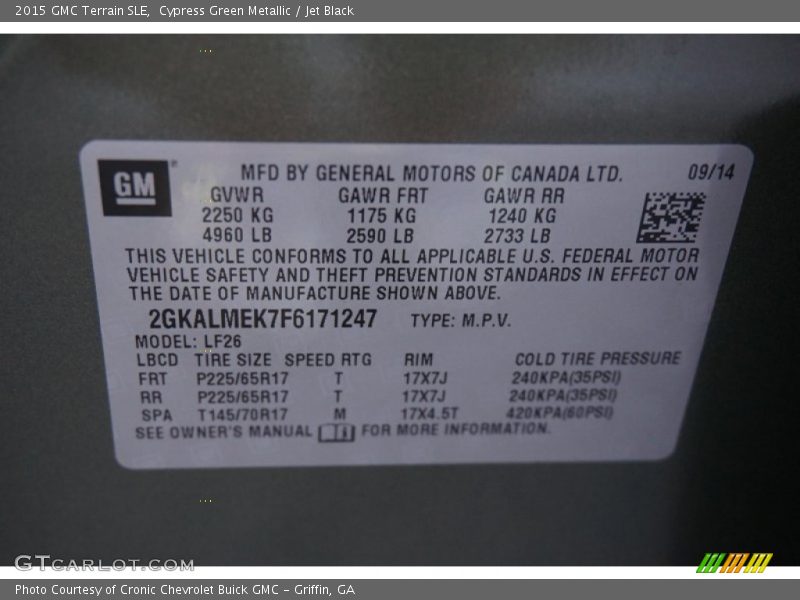 2015 GMC Terrain SLE, Cypress Green Metallic / Jet Black
GM
MFD BY GENERAL MOTORS OF CANADA LTD. 09/14
GVWR GAWR FRT GAWR RR
2250 KG 1175 KG 1240 KG
4960 LB 2590 LB 2733 LB
THIS VEHICLE CONFORMS TO ALL APPLICABLE U.S. FEDERAL MOTOR
VEHICLE SAFETY AND THEFT PREVENTION STANDARDS IN EFFECT ON
THE DATE OF MANUFACTURE SHOWN ABOVE.
2GKALMEK7F6171247 TYPE: M.P.V.
MODEL: LF26
LBCD TIRE SIZE SPEED RTG RIM COLD TIRE PRESSURE
FRT P225/65R17 T 17X7J 240KPA(35PSI)
RR P225/65R17 T 17X7J 240KPA(35PSI)
SPA T145/70R17 M 17X4.5T 420KPA(60PSI)
SEE OWNER'S MANUAL FOR MORE INFORMATION.
GTCARLOT.COM
Photo Courtesy of Cronic Chevrolet Buick GMC - Griffin, GA